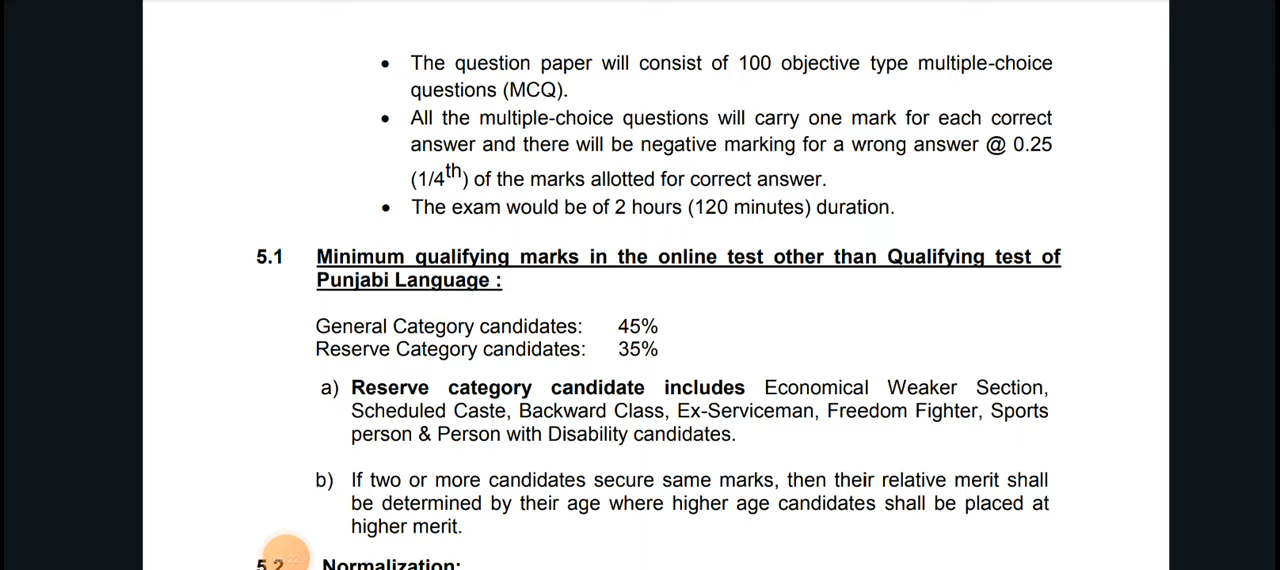 • The question paper will consist of 100 objective type multiple-choice
questions (MCQ).
• All the multiple-choice questions will carry one mark for each correct
answer and there will be negative marking for a wrong answer @ 0.25
(1/4th) of the marks allotted for correct answer.
• The exam would be of 2 hours (120 minutes) duration.
5.1 Minimum qualifying marks in the online test other than Qualifying test of
Punjabi Language :
General Category candidates: 45%
Reserve Category candidates: 35%
a) Reserve category candidate includes Economical Weaker Section,
Scheduled Caste, Backward Class, Ex-Serviceman, Freedom Fighter, Sports
person & Person with Disability candidates.
b) If two or more candidates secure same marks, then their relative merit shall
be determined by their age where higher age candidates shall be placed at
higher merit.
5.2 Normalization: